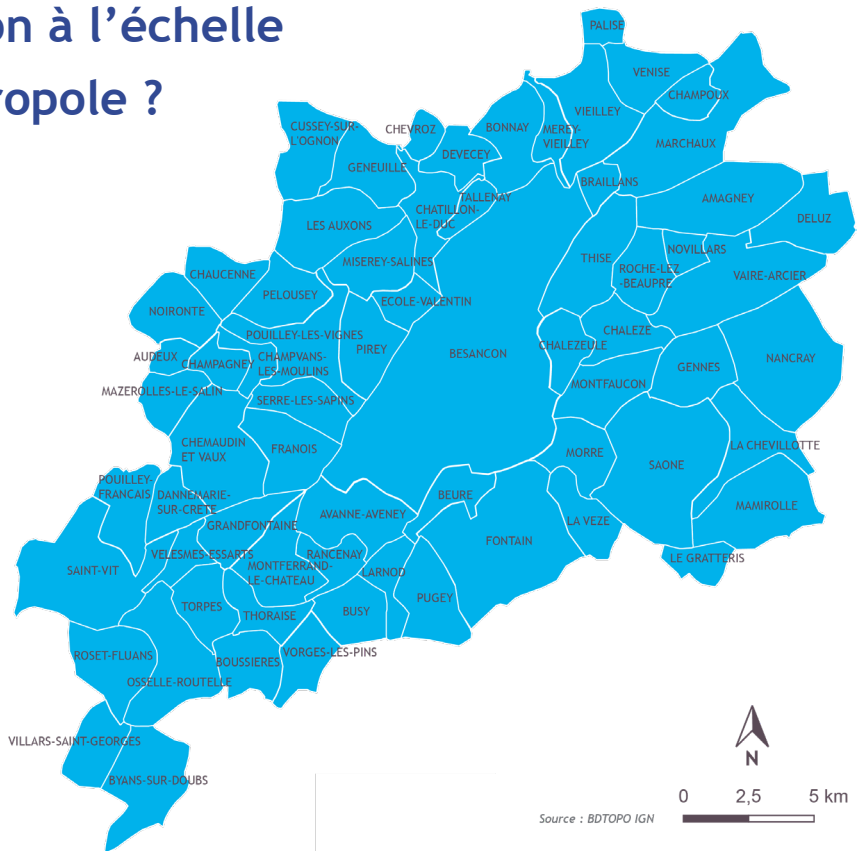 on à l’échelle
ropole ?
PALISE
VENISE
CHAMPOUX
CUSSEY-SUR-
L'OGNON
CHEVROZ
BONNAY
MEREY-
VIEILLEY
VIEILLEY
MARCHAUX
GENEUILLE
DEVECEY
BRAILLANS
TALLENAY
AMAGNEY
DELUZ
LES AUXONS
CHATILLON-
LE-DUC
MISEREY-SALINES
THISE
ROCHE-LEZ
-BEAUPRE
NOVILLARS
VAIRE-ARCIER
CHAUCENNE
PELOUSEY
ECOLE-VALENTIN
NOIRONTE
POUILLEY-LES-VIGNES
PIREY
BESANCON
CHALEZEULE
CHALEZE
GENNES
NANCRAY
AUDEUX
CHAMPAGNEY
CHAMPVANS-
LES-MOULINS
MONTFAUCON
MAZEROLLES-LE-SALIN
SERRE-LES-SAPINS
CHEMAUDIN
ET VAUX
FRANOIS
MORRE
SAONE
LA CHEVILLOTTE
POUILLEY-
FRANCAIS
DANNEMARIE-
SUR-CRETE
BEURE
MAMIROLLE
GRANDFONTAINE
AVANNE-AVENEY
LA VEZE
FONTAIN
VELESMES-ESSARTS
RANCENAY
LE GRATTERIS
SAINT-VIT
MONTFERRAND-
LE-CHATEAU
LARNOD
PUGEY
TORPES
THORAISE
BUSY
ROSET-FLUANS
BOUSSIERES
VORGES-LES-PINS
OSSELLE-ROUTELLE
VILLARS-SAINT-GEORGES
BYANS-SUR-DOUBS
N
0 2,5 5 km
Source : BDTOPO IGN